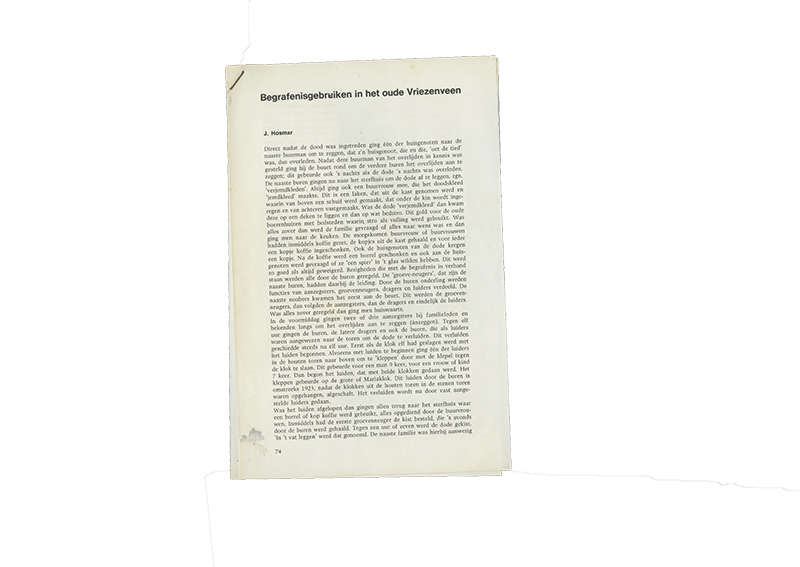 Begrafenisgebruiken in het oude Vriezenveen
J. Hosmar
Direct nadat de dood was ingetreden ging één der huisgenoten naar de
naaste buurman om te zeggen, dat z'n huisgenoot, die en die, 'oet de tied'
was, dus overleden. Nadat deze buurman van het overlijden in kennis was
gesteld ging hij de buurt rond om de verdere buren het overlijden aan te
zeggen; dit gebeurde ook 's nachts als de dode 's nachts was overleden.
De naaste buren gingen nu naar het sterfhuis om de dode af te leggen, zgn.
'verjemdkleden'. Altijd ging ook een buurvrouw mee, die het doodskleed
'jemdkleed' maakte. Dit is een laken, dat uit de kast genomen werd en
waarin van boven een schuif werd gemaakt, dat onder de kin wordt inge-
regen en van achteren vastgemaakt. Was de dode 'verjemdkleed' dan kwam
deze op een deken te liggen en dan op wat bedstro. Dit gold voor de oude
boerenhuizen met bedsteden waarin stro als vulling werd gebruikt. Was
alles zover dan werd de familie gevraagd of alles naar wens was en dan
ging men naar de keuken. De morgekomen buurvrouw of buurvrouwen
hadden inmiddels koffie gezet, de kopjes uit de kast gehaald en voor ieder
een kopje koffie ingeschonken. Ook de huisgenoten van de dode kregen
een kopje. Na de koffie werd een borrel geschonken en ook aan de huis-
genoten werd gevraagd of ze 'een spier' in 't glas wilden hebben. Dit werd
zo goed als altijd geweigerd. Bezigheden die met de begrafenis in verband
staan werden alle door de buren geregeld. De 'groeve-neugers', dat zijn de
naaste buren, hadden daarbij de leiding. Door de buren onderling werden
functies van aanzegsters, groevenneugers, dragers en luiders verdeeld. De
naaste noabers kwamen het eerst aan de beurt. Dit werden de groeven-
neugers, dan volgden de aanzegsters, dan de dragers en eindelijk de luiders.
Was alles zover geregeld dan ging men huiswaarts.
In de voormiddag gingen twee of drie aanzegsters bij familieleden en
bekenden langs om het overlijden aan te zeggen (ànzeggen). Tegen elf
uur gingen de buren, de latere dragers en ook de buren, die als luiders
waren aangewezen naar de toren om de dode te verluiden. Dit verluiden
geschiedde steeds na elf uur. Eerst als de klok elf had geslagen werd met
het luiden begonnen. Alvorens met luiden te beginnen ging één der luiders
in de houten toren naar boven om te 'kleppen' door met de klepel tegen
de klok te slaan. Dit gebeurde voor een man 9 keer, voor een vrouw of kind
7 keer. Dan begon het luiden, dat met beide klokken gedaan werd. Het
kleppen gebeurde op de grote of Mariaklok. Dit luiden door de buren is
omstreeks 1923, nadat de klokken uit de houten toren in de stenen toren
waren opgehangen, afgeschaft. Het verluiden wordt nu door vast aange-
stelde luiders gedaan.
Was het luiden afgelopen dan gingen allen terug naar het sterfhuis waar
een borrel of kop koffie werd gebruikt, alles opgediend door de buurvrou-
wen. Inmiddels had de eerste groevenneuger de kist besteld, die 's avonds
door de buren werd gehaald. Tegen een uur of zeven werd de dode gekist.
'In 't vat leggen' werd dat genoemd. De naaste familie was hierbij aanwezig
74